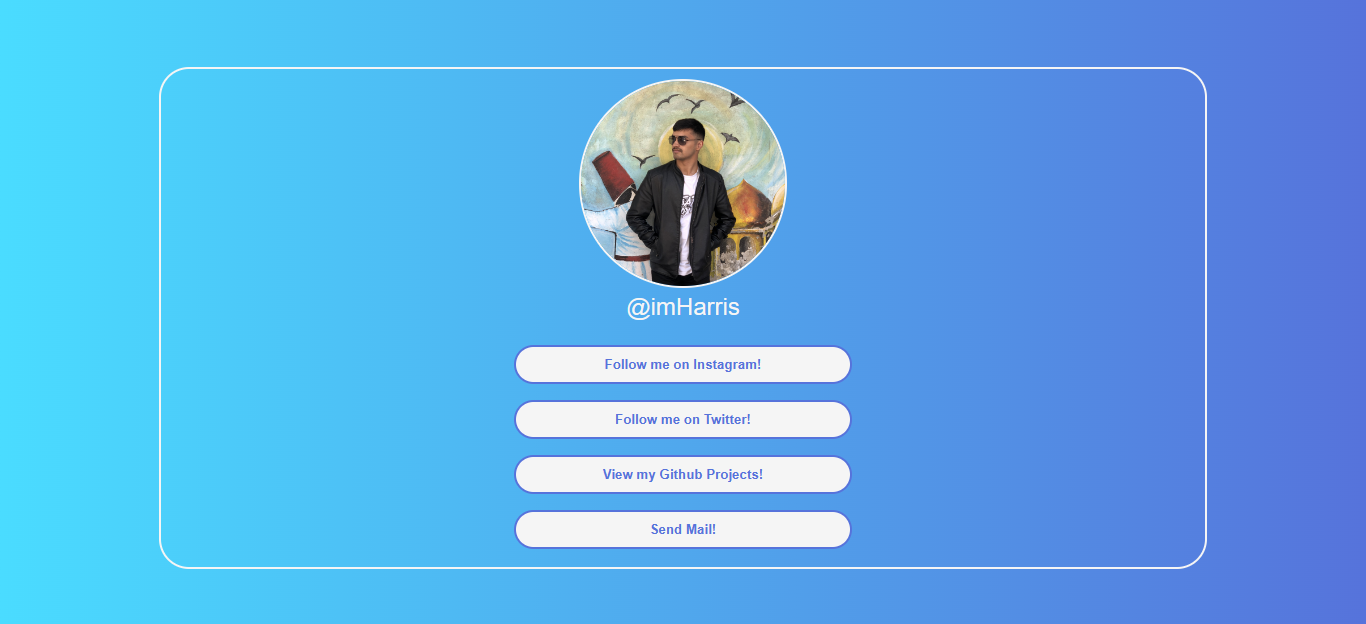 @imHarris
Follow me on Instagram!
Follow me on Twitter!
View my Github Projects!
Send Mail!